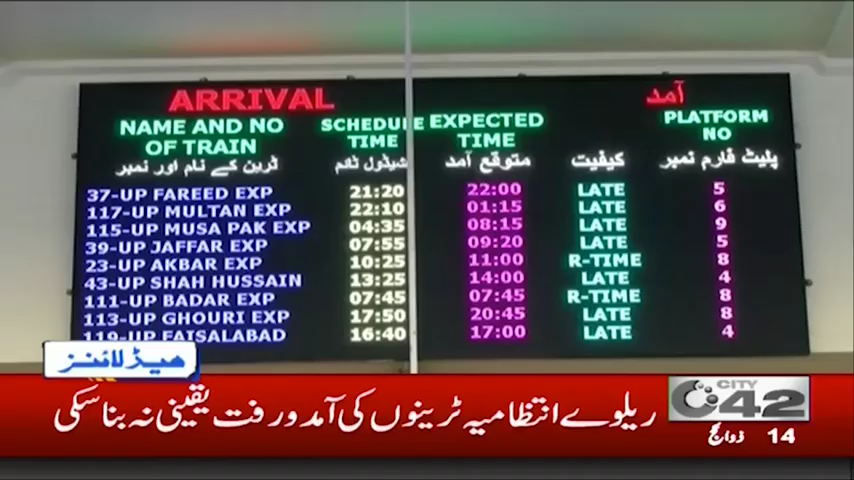 ARRIVAL آمد
NAME AND NO OF TRAIN SCHEDULE TIME EXPECTED TIME PLATFORM NO
ٹرین کے نام اور نمبر شیڈول ٹائم متوقع آمد کیفیت پلیٹ فارم نمبر
37-UP FAREED EXP 21:20 22:00 LATE 5
117-UP MULTAN EXP 22:10 01:15 LATE 6
115-UP MUSA PAK EXP 04:35 08:15 LATE 9
39-UP JAFFAR EXP 07:55 09:20 LATE 5
23-UP AKBAR EXP 10:25 11:00 R-TIME 8
43-UP SHAH HUSSAIN 13:25 14:00 LATE 4
111-UP BADAR EXP 07:45 07:45 R-TIME 8
113-UP GHOURI EXP 17:50 20:45 LATE 8
119-UP FAISALABAD 16:40 17:00 LATE 4
ہیڈلائنز
ریلوے انتظامیہ ٹرینوں کی آمدورفت یقینی نہ بنا سکی
CITY 42
14 ذوالحج